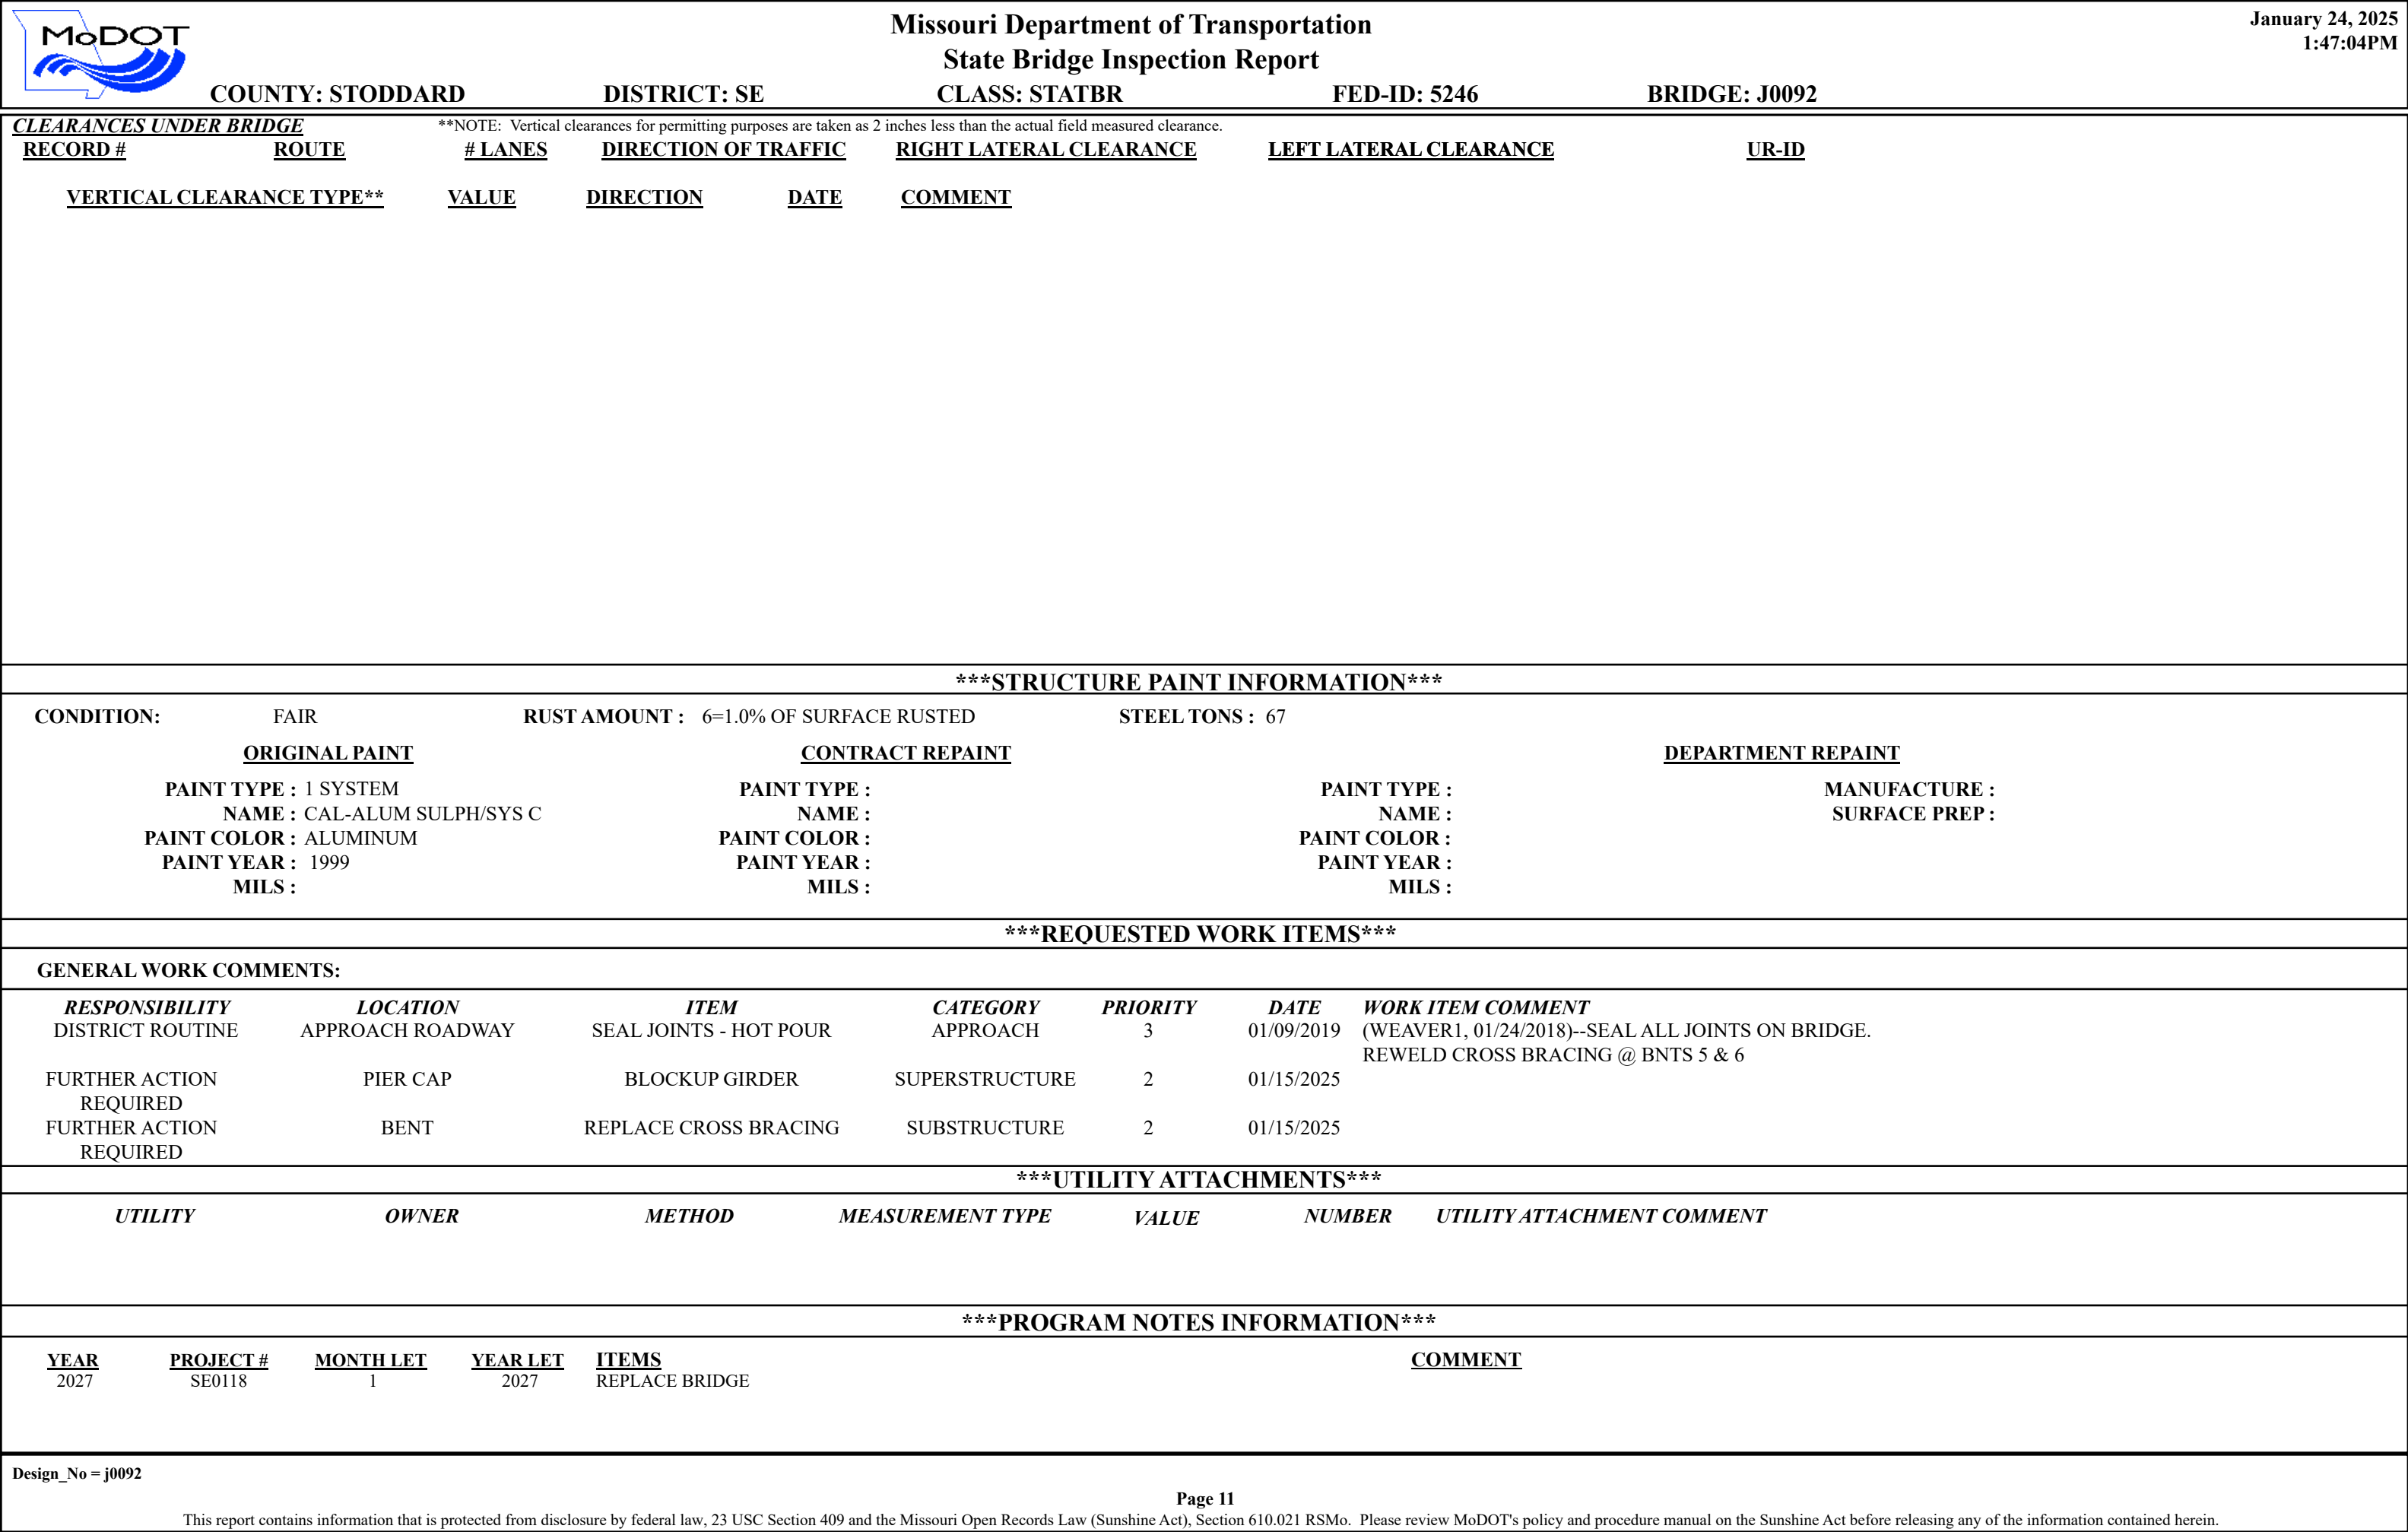 MoDOT
Missouri Department of Transportation
State Bridge Inspection Report
January 24, 2025
1:47:04PM
COUNTY: STODDARD DISTRICT: SE CLASS: STATBR FED-ID: 5246 BRIDGE: J0092
CLEARANCES UNDER BRIDGE **NOTE: Vertical clearances for permitting purposes are taken as 2 inches less than the actual field measured clearance.
RECORD # ROUTE # LANES DIRECTION OF TRAFFIC RIGHT LATERAL CLEARANCE LEFT LATERAL CLEARANCE UR-ID
VERTICAL CLEARANCE TYPE** VALUE DIRECTION DATE COMMENT
***STRUCTURE PAINT INFORMATION***
CONDITION: FAIR RUST AMOUNT : 6=1.0% OF SURFACE RUSTED STEEL TONS : 67
ORIGINAL PAINT CONTRACT REPAINT DEPARTMENT REPAINT
PAINT TYPE : 1 SYSTEM PAINT TYPE : PAINT TYPE : MANUFACTURE :
NAME : CAL-ALUM SULPH/SYS C NAME : NAME : SURFACE PREP :
PAINT COLOR : ALUMINUM PAINT COLOR : PAINT COLOR :
PAINT YEAR : 1999 PAINT YEAR : PAINT YEAR :
MILS : MILS : MILS :
***REQUESTED WORK ITEMS***
GENERAL WORK COMMENTS:
RESPONSIBILITY LOCATION ITEM CATEGORY PRIORITY DATE WORK ITEM COMMENT
DISTRICT ROUTINE APPROACH ROADWAY SEAL JOINTS - HOT POUR APPROACH 3 01/09/2019 (WEAVER1, 01/24/2018)--SEAL ALL JOINTS ON BRIDGE.
REWELD CROSS BRACING @ BNTS 5 & 6
FURTHER ACTION PIER CAP BLOCKUP GIRDER SUPERSTRUCTURE 2 01/15/2025
REQUIRED
FURTHER ACTION BENT REPLACE CROSS BRACING SUBSTRUCTURE 2 01/15/2025
REQUIRED
***UTILITY ATTACHMENTS***
UTILITY OWNER METHOD MEASUREMENT TYPE VALUE NUMBER UTILITY ATTACHMENT COMMENT
***PROGRAM NOTES INFORMATION***
YEAR PROJECT # MONTH LET YEAR LET ITEMS COMMENT
2027 SE0118 1 2027 REPLACE BRIDGE
Design_No = j0092
Page 11
This report contains information that is protected from disclosure by federal law, 23 USC Section 409 and the Missouri Open Records Law (Sunshine Act), Section 610.021 RSMo. Please review MoDOT's policy and procedure manual on the Sunshine Act before releasing any of the information contained herein.